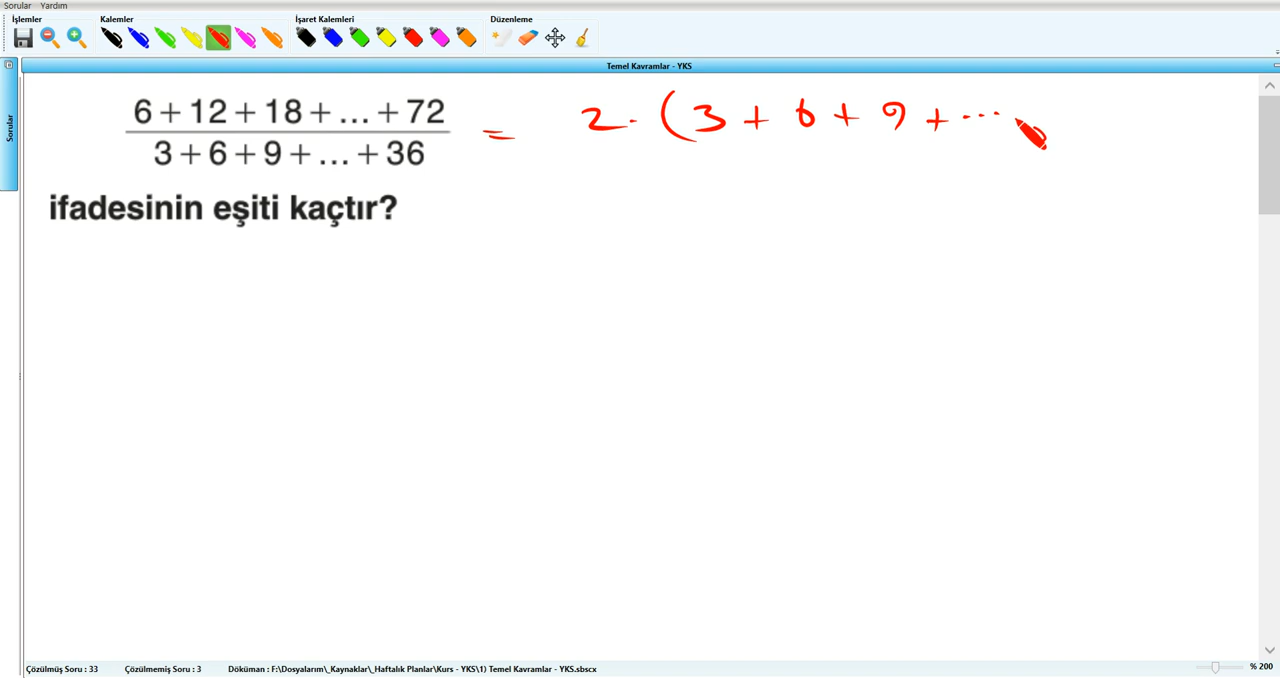 Sorular Yardım
İşlemler Kalemler İşaret Kalemleri Düzenleme
Temel Kavramlar - YKS
Sorular
6 + 12 + 18 + ... + 72
3 + 6 + 9 + ... + 36
= 2 . (3 + 6 + 9 + ...
ifadesinin eşiti kaçtır?
Çözülmüş Soru : 33 Çözülmemiş Soru : 3 Döküman : F:\Dosyalarım\_Kaynaklar\_Haftalık Planlar\Kurs - YKS\1) Temel Kavramlar - YKS.sbscx % 200